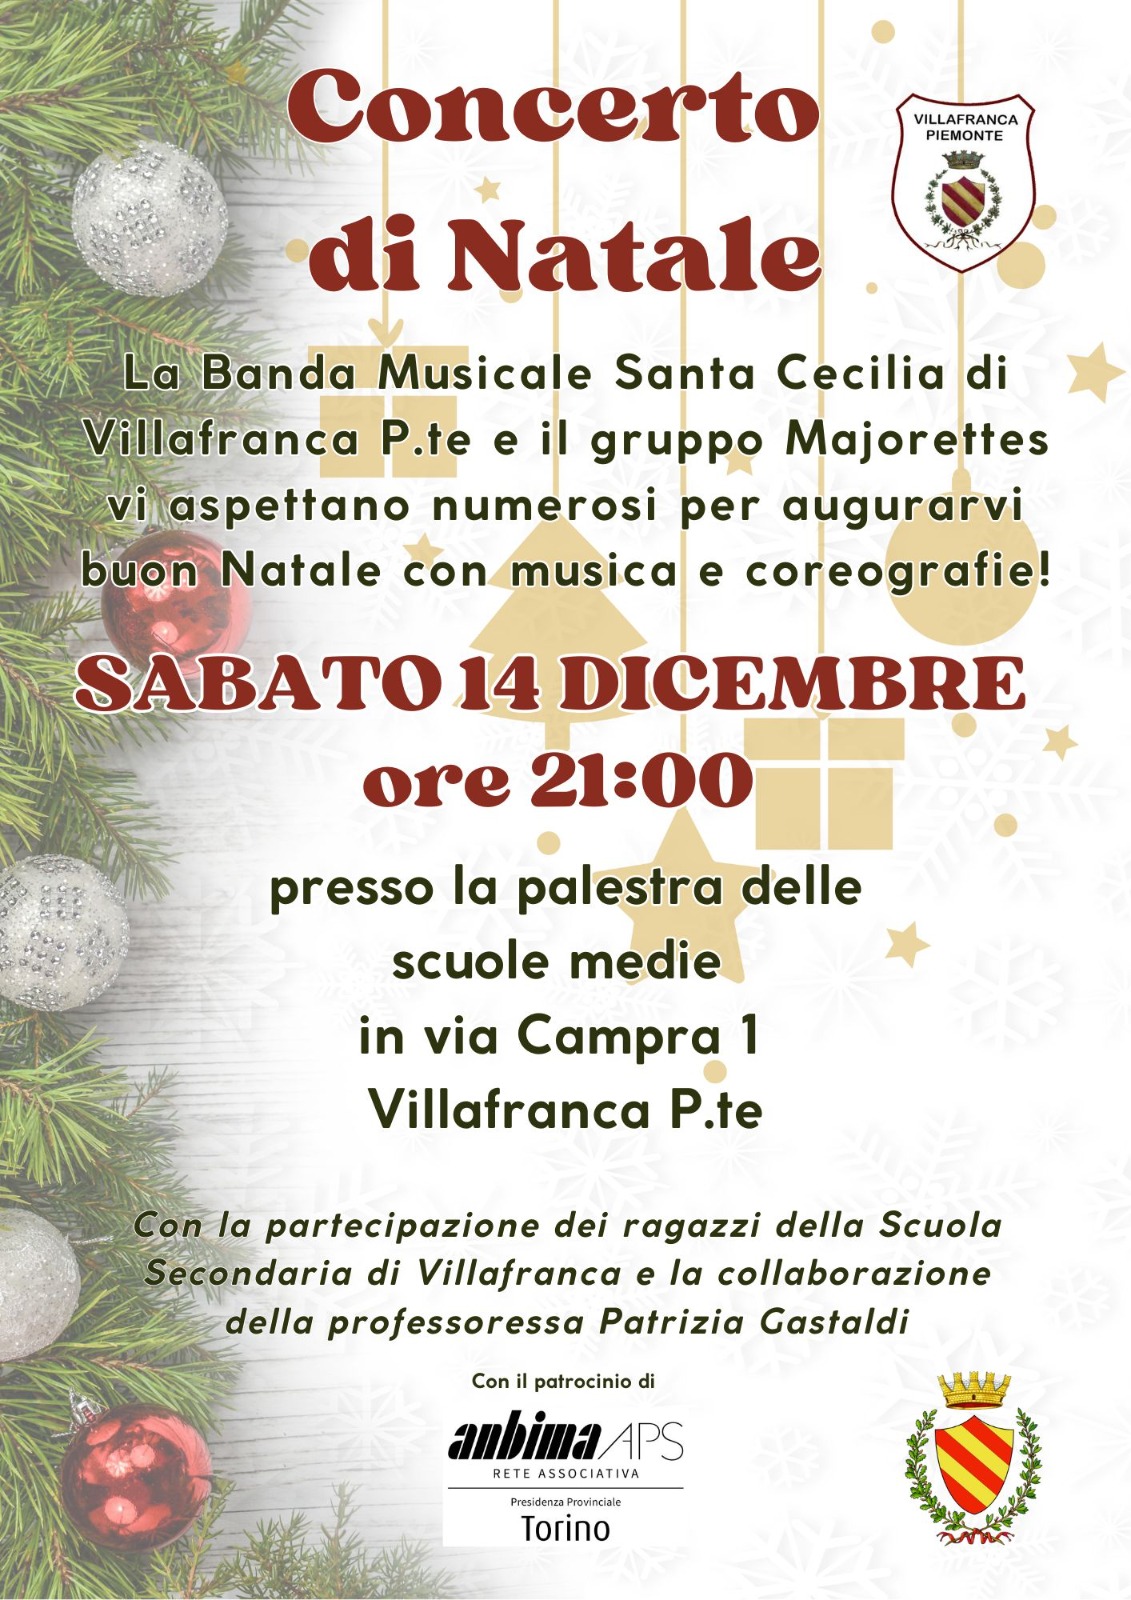 Concerto
di Natale
VILLAFRANCA
PIEMONTE
La Banda Musicale Santa Cecilia di
Villafranca P.te e il gruppo Majorettes
vi aspettano numerosi per augurarvi
buon Natale con musica e coreografie!
SABATO 14 DICEMBRE
ore 21:00
presso la palestra delle
scuole medie
in via Campra 1
Villafranca P.te
Con la partecipazione dei ragazzi della Scuola
Secondaria di Villafranca e la collaborazione
della professoressa Patrizia Gastaldi
Con il patrocinio di
anbima APS
RETE ASSOCIATIVA
Presidenza Provinciale
Torino